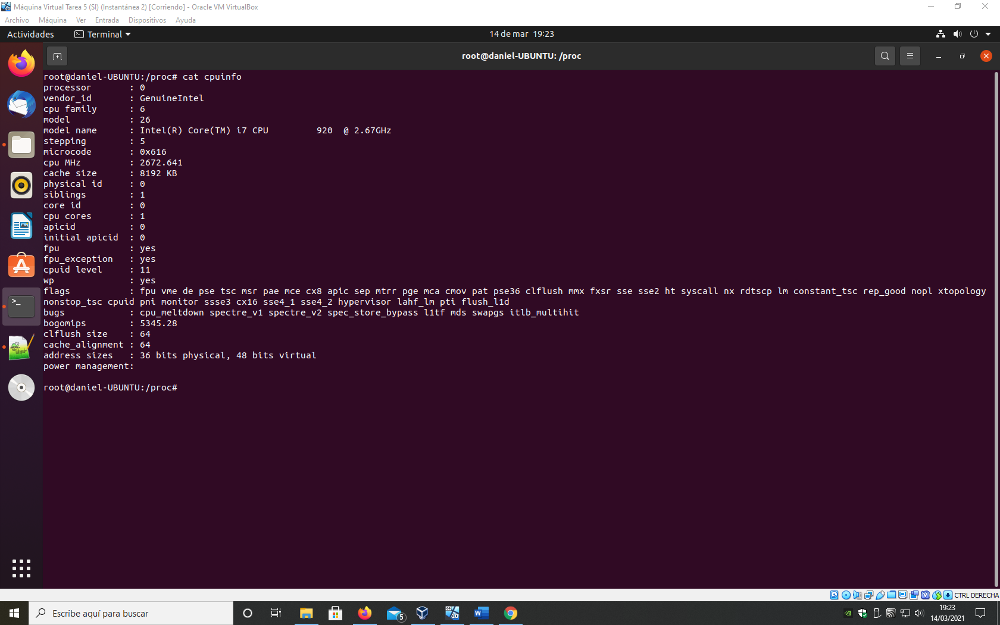 Máquina Virtual Tarea 5 (SI) (Instantánea 2) [Corriendo] - Oracle VM VirtualBox
Archivo Máquina Ver Entrada Dispositivos Ayuda
Actividades Terminal 14 de mar 19:23
root@daniel-UBUNTU: /proc
root@daniel-UBUNTU:/proc# cat cpuinfo
processor : 0
vendor_id : GenuineIntel
cpu family : 6
model : 26
model name : Intel(R) Core(TM) i7 CPU 920 @ 2.67GHz
stepping : 5
microcode : 0x616
cpu MHz : 2672.641
cache size : 8192 KB
physical id : 0
siblings : 1
core id : 0
cpu cores : 1
apicid : 0
initial apicid : 0
fpu : yes
fpu_exception : yes
cpuid level : 11
wp : yes
flags : fpu vme de pse tsc msr pae mce cx8 apic sep mtrr pge mca cmov pat pse36 clflush mmx fxsr sse sse2 ht syscall nx rdtscp lm constant_tsc rep_good nopl xtopology
nonstop_tsc cpuid pni monitor ssse3 cx16 sse4_1 sse4_2 hypervisor lahf_lm pti flush_l1d
bugs : cpu_meltdown spectre_v1 spectre_v2 spec_store_bypass l1tf mds swapgs itlb_multihit
bogomips : 5345.28
clflush size : 64
cache_alignment : 64
address sizes : 36 bits physical, 48 bits virtual
power management:
root@daniel-UBUNTU:/proc#
CTRL DERECHA
Escribe aquí para buscar
5
19:23
14/03/2021